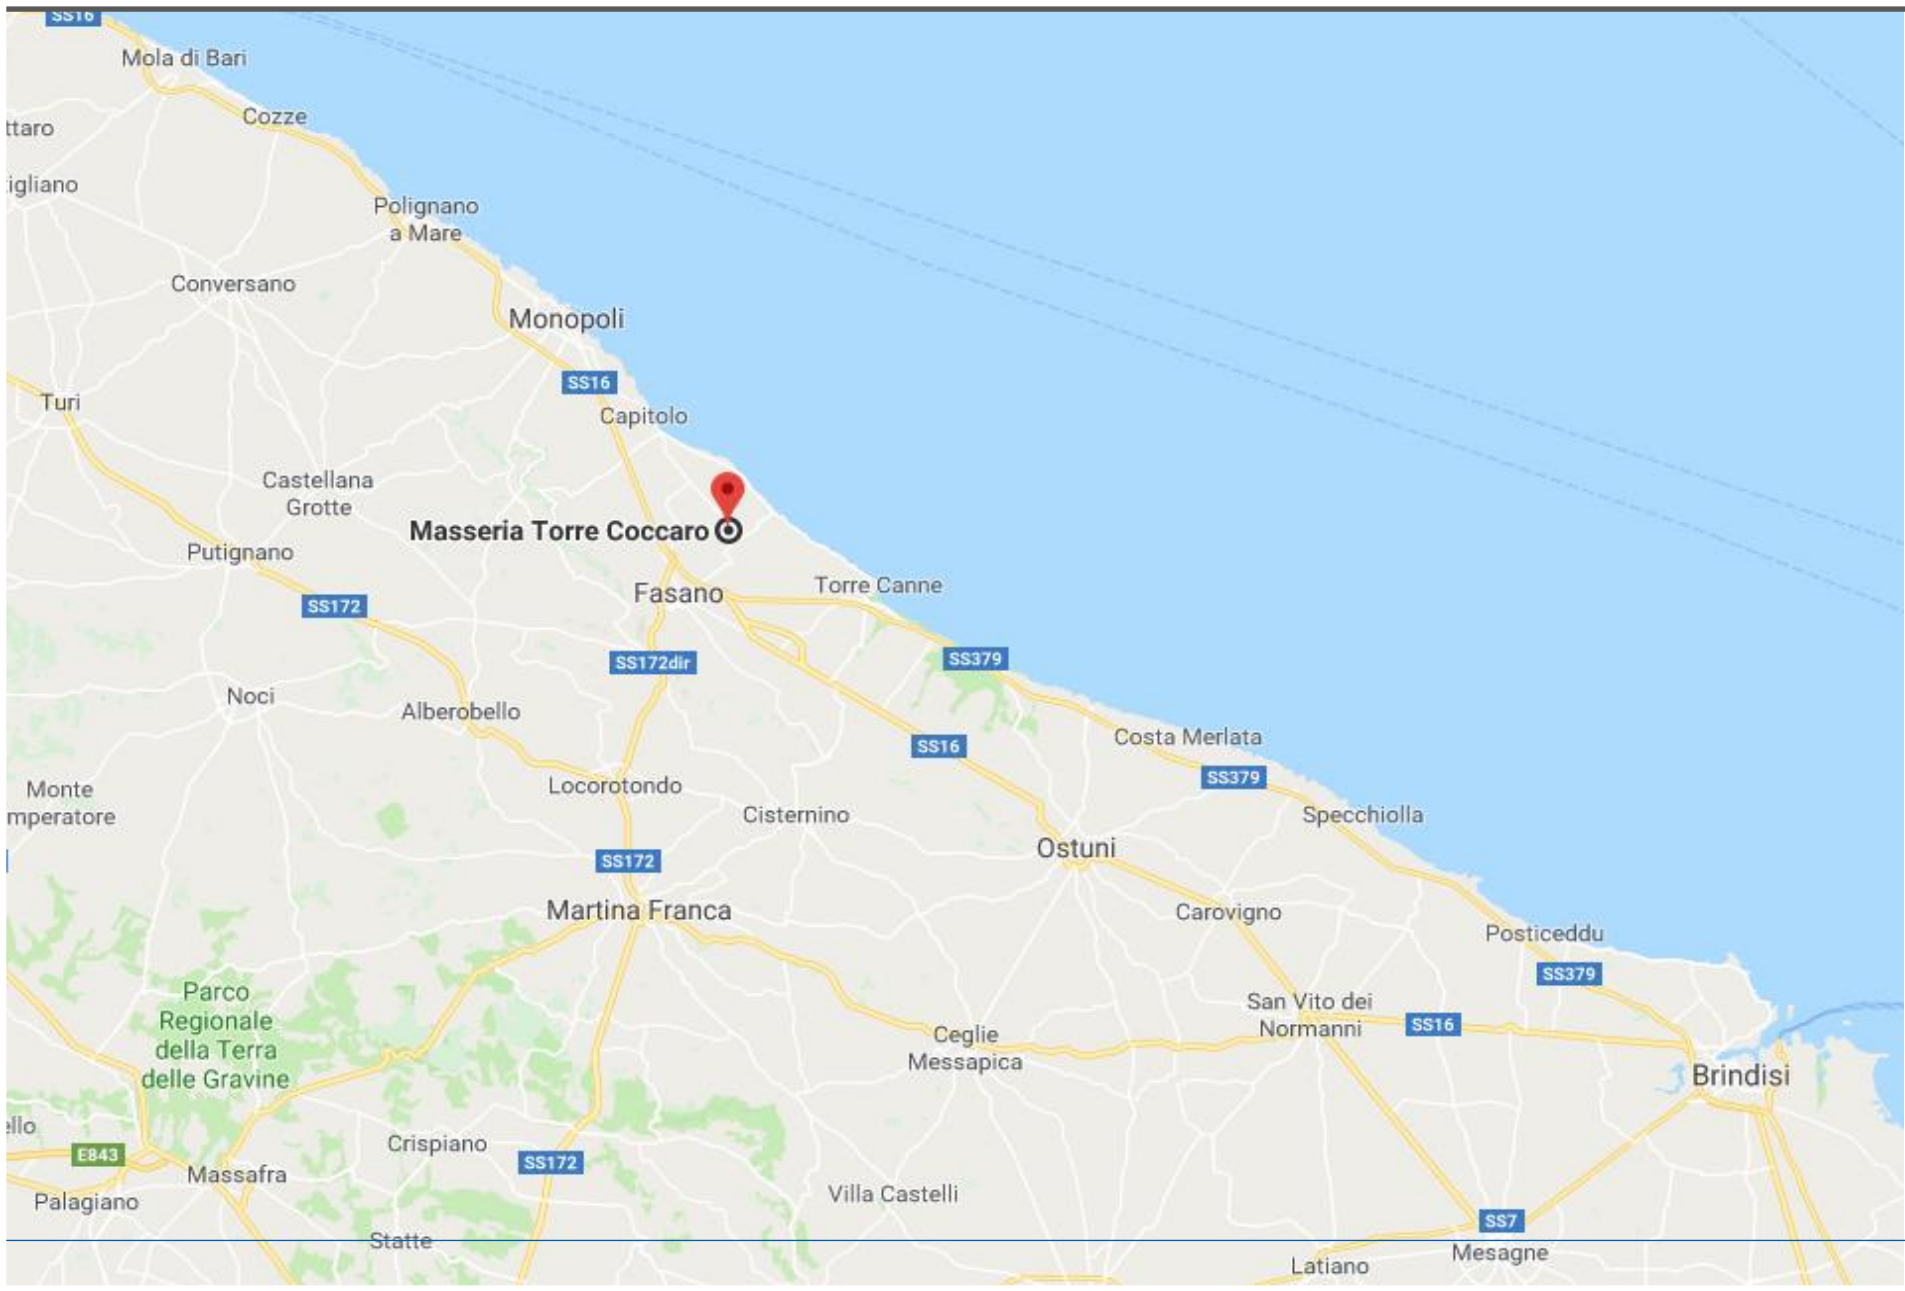 SS16
Mola di Bari
Cozze
ttaro
igliano
Polignano
a Mare
Conversano
Monopoli
SS16
Turi
Capitolo
Castellana
Grotte
Masseria Torre Coccaro
Putignano
Torre Canne
Fasano
SS172
SS172dir
SS379
Noci
Alberobello
Costa Merlata
SS16
SS379
Locorotondo
Monte
mperatore
Cisternino
Specchiolla
Ostuni
SS172
Martina Franca
Carovigno
Posticeddu
SS379
Parco
Regionale
della Terra
delle Gravine
San Vito dei
Normanni
SS16
Ceglie
Messapica
Brindisi
ello
Crispiano
E843
SS172
Massafra
Palagiano
Villa Castelli
SS7
Statte
Mesagne
Latiano